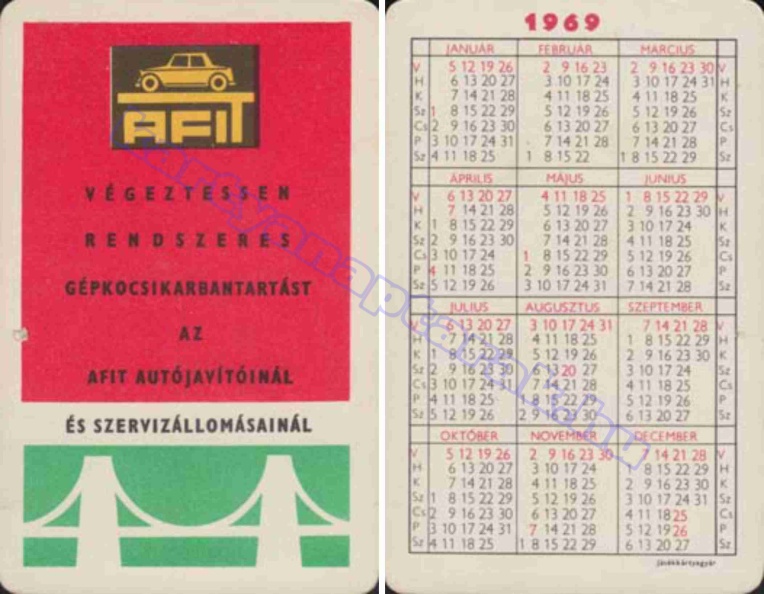 AFIT
VÉGEZTESSEN
RENDSZERES
GÉPKOCSIKARBANTARTÁST
AZ
AFIT AUTÓJAVÍTÓINÁL
ÉS SZERVIZÁLLOMÁSAINÁL
1969
JANUÁR FEBRUÁR MÁRCIUS
V 5 12 19 26 2 9 16 23 2 9 16 23 30 V
H 6 13 20 27 3 10 17 24 3 10 17 24 31 H
K 7 14 21 28 4 11 18 25 4 11 18 25 K
Sz 1 8 15 22 29 5 12 19 26 5 12 19 26 Sz
Cs 2 9 16 23 30 6 13 20 27 6 13 20 27 Cs
P 3 10 17 24 31 7 14 21 28 7 14 21 28 P
Sz 4 11 18 25 1 8 15 22 1 8 15 22 29 Sz
ÁPRILIS MÁJUS JUNIUS
V 6 13 20 27 4 11 18 25 1 8 15 22 29 V
H 7 14 21 28 5 12 19 26 2 9 16 23 30 H
K 1 8 15 22 29 6 13 20 27 3 10 17 24 K
Sz 2 9 16 23 30 7 14 21 28 4 11 18 25 Sz
Cs 3 10 17 24 1 8 15 22 29 5 12 19 26 Cs
P 4 11 18 25 2 9 16 23 30 6 13 20 27 P
Sz 5 12 19 26 3 10 17 24 31 7 14 21 28 Sz
JULIUS AUGUSZTUS SZEPTEMBER
V 6 13 20 27 3 10 17 24 31 7 14 21 28 V
H 7 14 21 28 4 11 18 25 1 8 15 22 29 H
K 1 8 15 22 29 5 12 19 26 2 9 16 23 30 K
Sz 2 9 16 23 30 6 13 20 27 3 10 17 24 Sz
Cs 3 10 17 24 31 7 14 21 28 4 11 18 25 Cs
P 4 11 18 25 1 8 15 22 29 5 12 19 26 P
Sz 5 12 19 26 2 9 16 23 30 6 13 20 27 Sz
OKTÓBER NOVEMBER DECEMBER
V 5 12 19 26 2 9 16 23 30 7 14 21 28 V
H 6 13 20 27 3 10 17 24 1 8 15 22 29 H
K 7 14 21 28 4 11 18 25 2 9 16 23 30 K
Sz 1 8 15 22 29 5 12 19 26 3 10 17 24 31 Sz
Cs 2 9 16 23 30 6 13 20 27 4 11 18 25 Cs
P 3 10 17 24 31 7 14 21 28 5 12 19 26 P
Sz 4 11 18 25 1 8 15 22 29 6 13 20 27 Sz
Játékkártyagyár